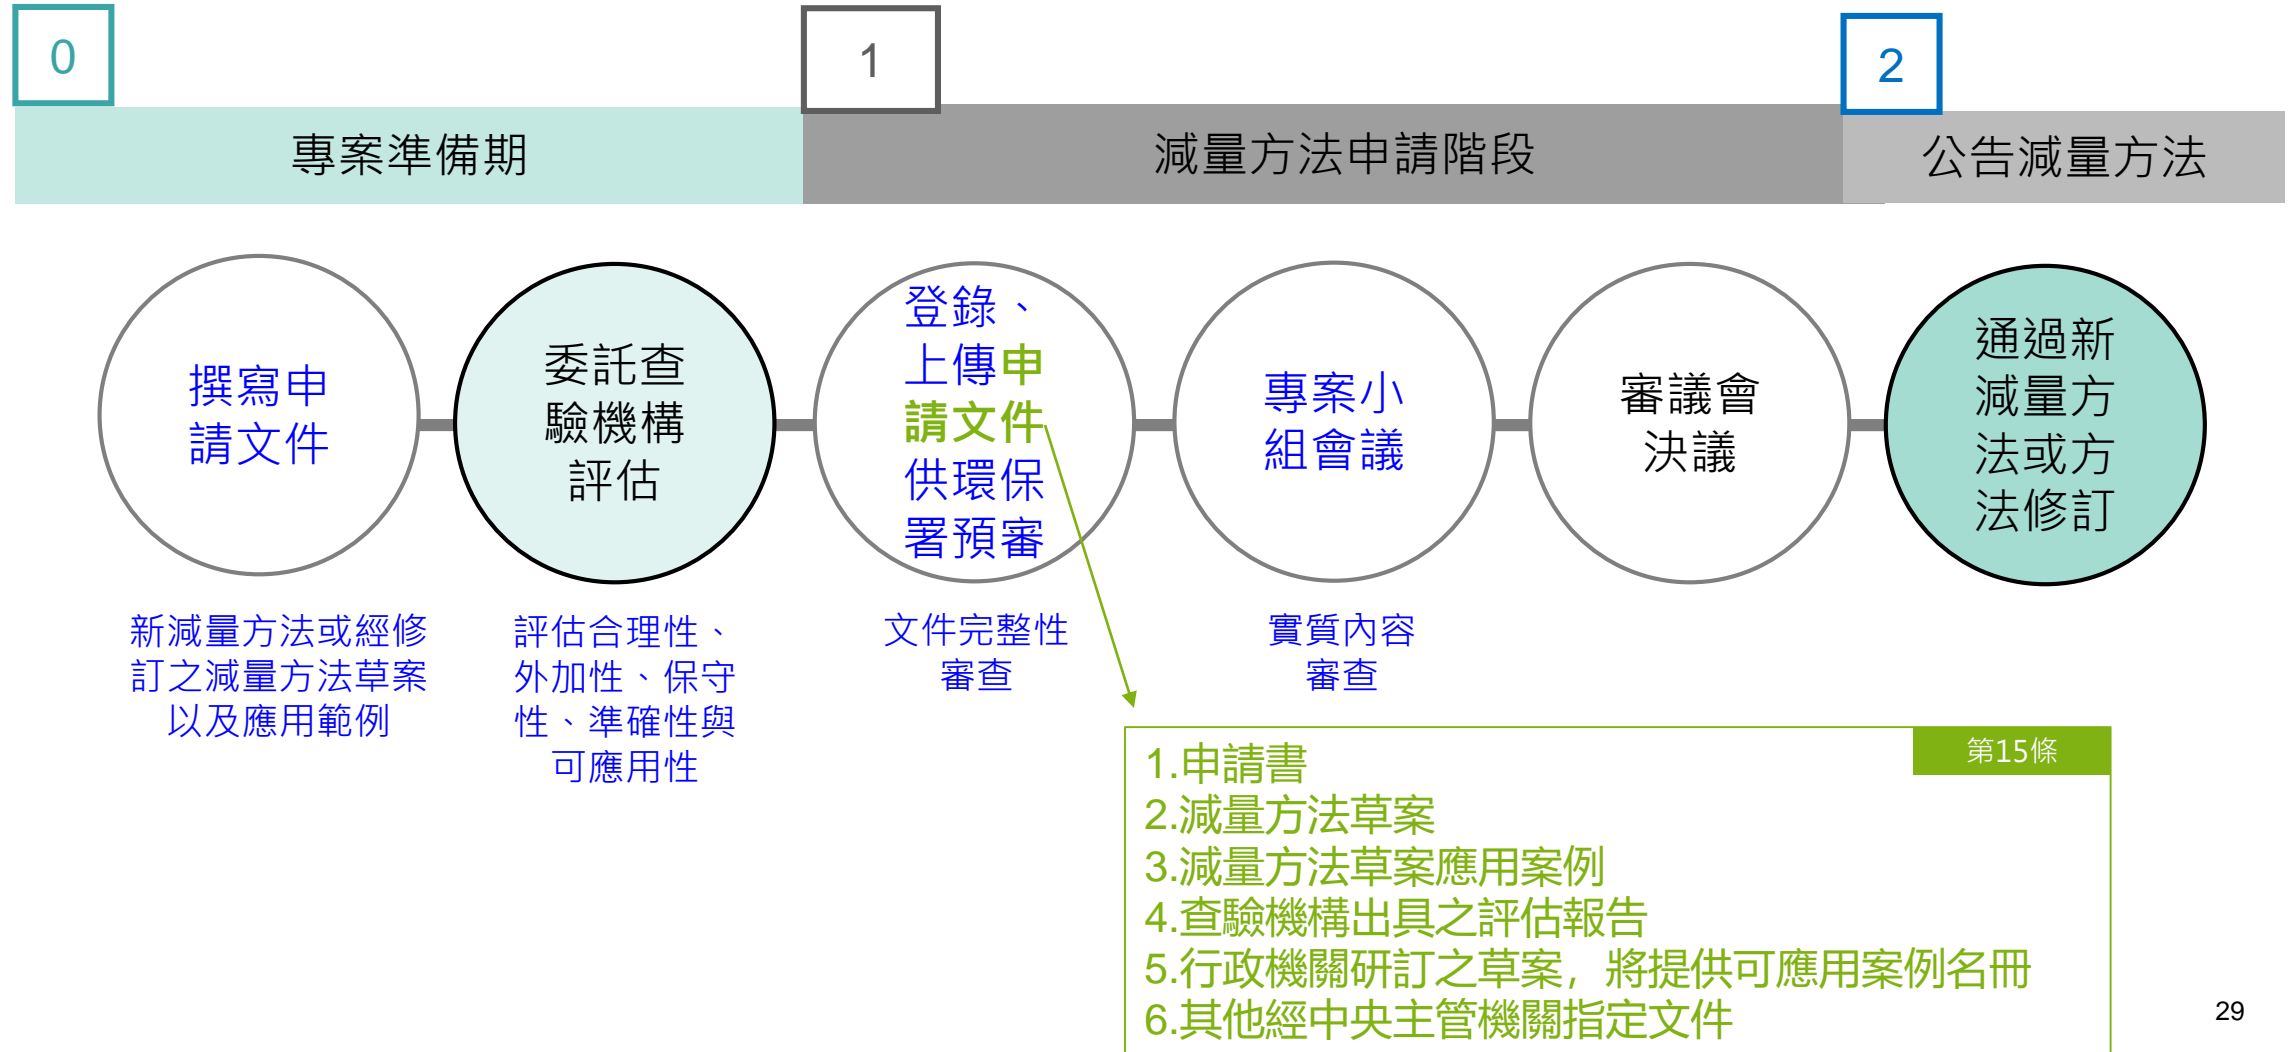 0
1
2
專案準備期
減量方法申請階段
公告減量方法
撰寫申
請文件
委託查
驗機構
評估
登錄、
上傳申
請文件
供環保
署預審
專案小
組會議
審議會
決議
通過新
減量方
法或方
法修訂
新減量方法或經修
訂之減量方法草案
以及應用範例
評估合理性、
外加性、保守
性、準確性與
可應用性
文件完整性
審查
實質內容
審查
第15條
1.申請書
2.減量方法草案
3.減量方法草案應用案例
4.查驗機構出具之評估報告
5.行政機關研訂之草案，將提供可應用案例名冊
6.其他經中央主管機關指定文件
29